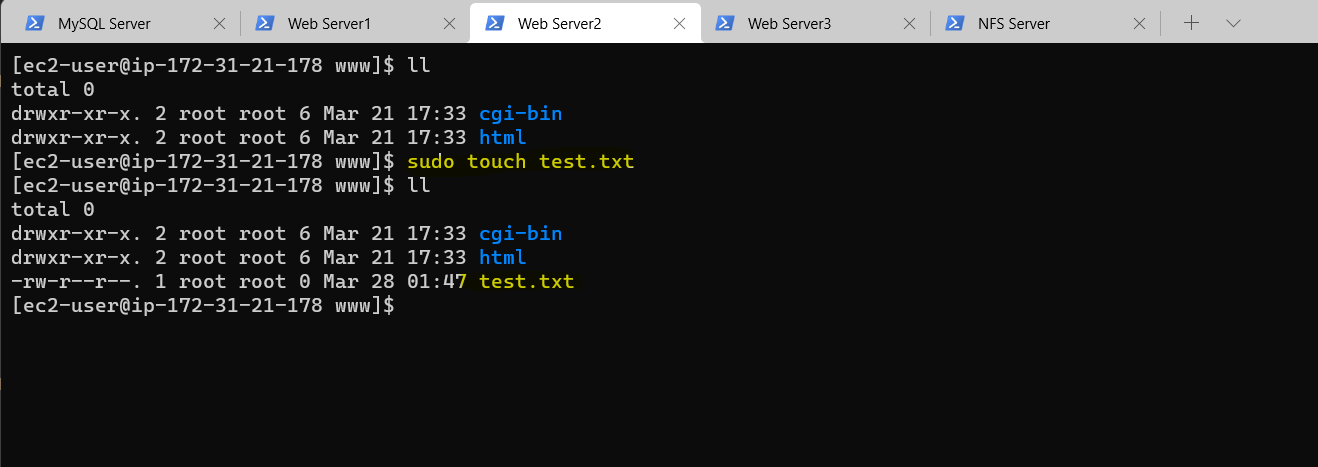 MySQL Server Web Server1 Web Server2 Web Server3 NFS Server
[ec2-user@ip-172-31-21-178 www]$ ll
total 0
drwxr-xr-x. 2 root root 6 Mar 21 17:33 cgi-bin
drwxr-xr-x. 2 root root 6 Mar 21 17:33 html
[ec2-user@ip-172-31-21-178 www]$ sudo touch test.txt
[ec2-user@ip-172-31-21-178 www]$ ll
total 0
drwxr-xr-x. 2 root root 6 Mar 21 17:33 cgi-bin
drwxr-xr-x. 2 root root 6 Mar 21 17:33 html
-rw-r--r--. 1 root root 0 Mar 28 01:47 test.txt
[ec2-user@ip-172-31-21-178 www]$